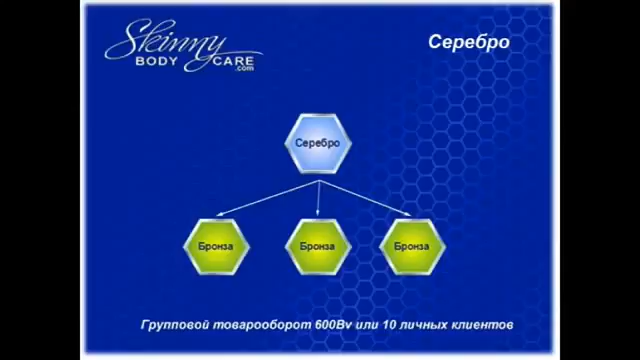 Skinny
BODY CARE
.com
Серебро
Серебро
Бронза Бронза Бронза
Групповой товарооборот 600Bv или 10 личных клиентов